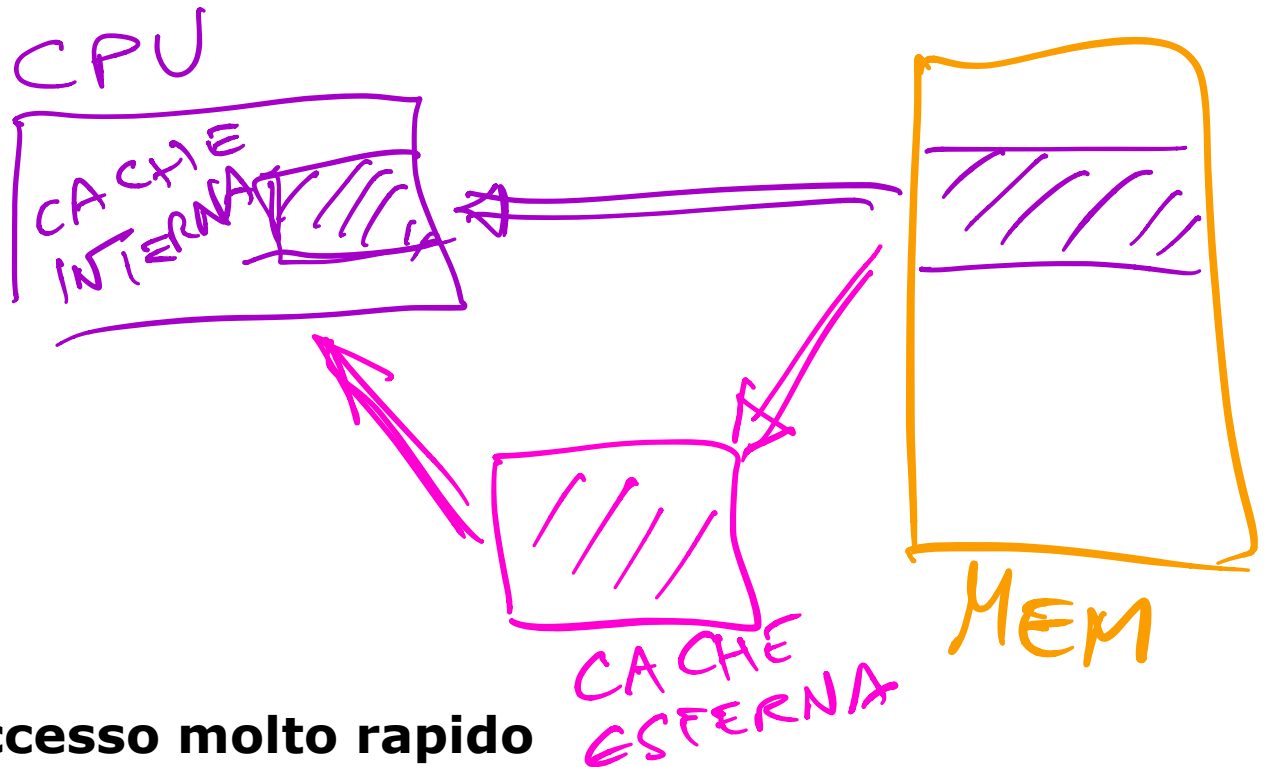 CPU
CACHE
INTERNA
MEM
CACHE
ESTERNA
ccesso molto rapido